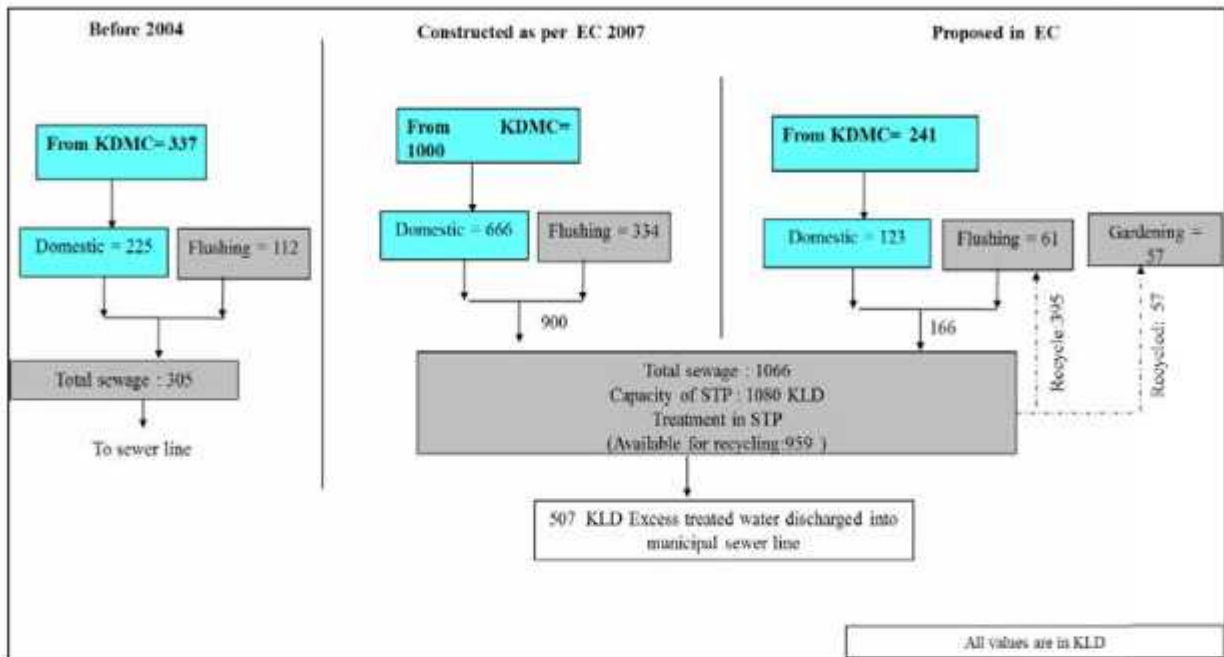 Before 2004
Constructed as per EC 2007
Proposed in EC
From KDMC= 337
From KDMC=
1000
From KDMC= 241
Domestic = 225
Flushing = 112
Domestic = 666
Flushing = 334
Domestic = 123
Flushing = 61
Gardening =
57
900
166
Recycle:395
Recycled: 57
Total sewage : 305
To sewer line
Total sewage : 1066
Capacity of STP : 1080 KLD
Treatment in STP
(Available for recycling:959 )
507 KLD Excess treated water discharged into
municipal sewer line
All values are in KLD